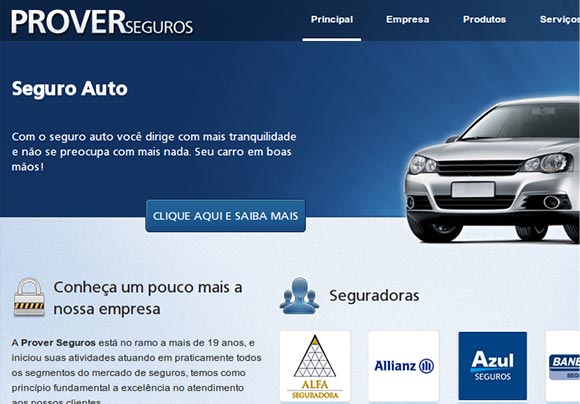 PROVER SEGUROS
Principal Empresa Produtos Serviços
Seguro Auto
Com o seguro auto você dirige com mais tranquilidade
e não se preocupa com mais nada. Seu carro em boas
mãos!
CLIQUE AQUI E SAIBA MAIS
Conheça um pouco mais a
nossa empresa
A Prover Seguros está no ramo a mais de 19 anos, e
iniciou suas atividades atuando em praticamente todos
os segmentos do mercado de seguros, temos como
princípio fundamental a excelência no atendimento
aos nossos clientes
Seguradoras
ALFA
SEGURADORA
Allianz
Azul
SEGUROS
BANE
SEG